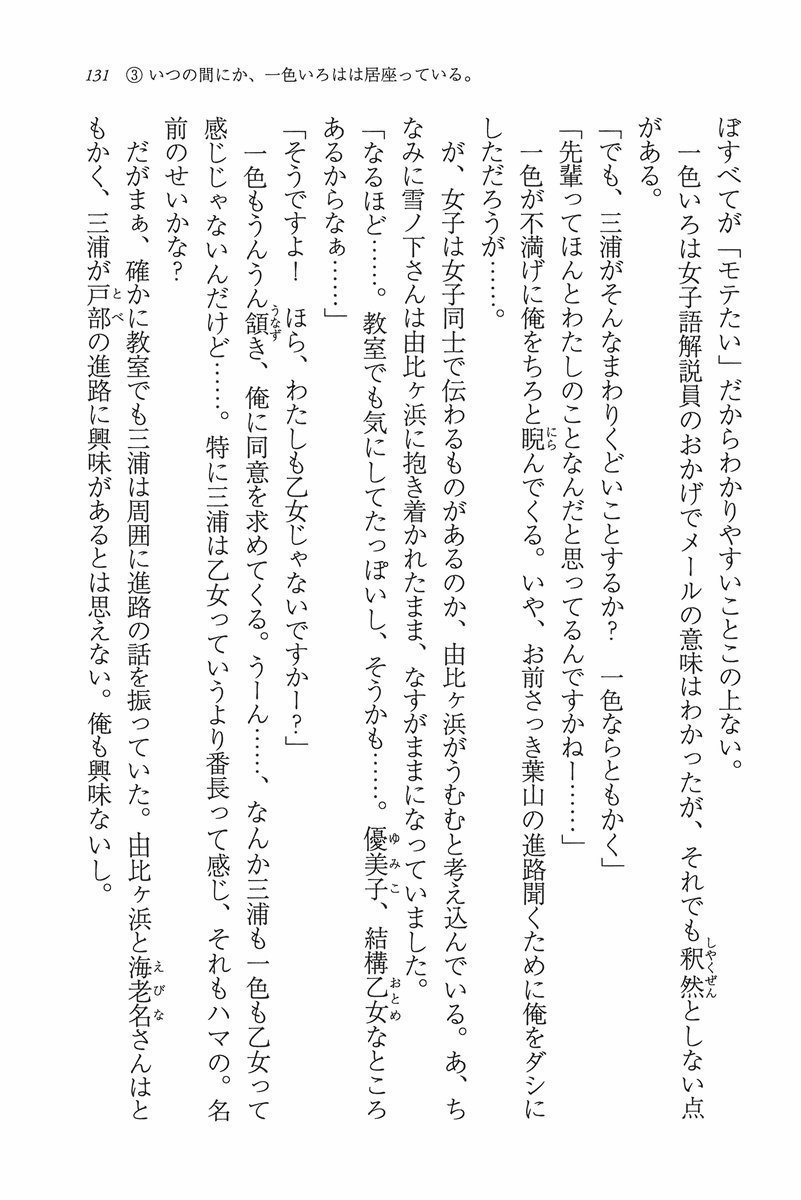 131 ③ いつの間にか、一色いろはは居座っている。
ぼすべてが「モテたい」だからわかりやすいことこの上ない。
一色いろは女子語解説員のおかげでメールの意味はわかったが、それでも釈然としない点
がある。
「でも、三浦がそんなまわりくどいことするか？　一色ならともかく」
「先輩ってほんとわたしのことなんだと思ってるんですかねー……」
一色が不満げに俺をちろと睨んでくる。いや、お前さっき葉山の進路聞くために俺をダシに
しただろうが……。
が、女子は女子同士で伝わるものがあるのか、由比ヶ浜がうむむと考え込んでいる。あ、ち
なみに雪ノ下さんは由比ヶ浜に抱き着かれたまま、なすがままになっていました。
「なるほど……。教室でも気にしてたっぽいし、そうかも……。優美子、結構乙女なところ
あるからなぁ……」
「そうですよ！　ほら、わたしも乙女じゃないですかー？」
一色もうんうん頷き、俺に同意を求めてくる。うーん……、なんか三浦も一色も乙女って
感じじゃないんだけど……。特に三浦は乙女っていうより番長って感じ、それもハマの。名
前のせいかな？
だがまぁ、確かに教室でも三浦は周囲に進路の話を振っていた。由比ヶ浜と海老名さんはと
もかく、三浦が戸部の進路に興味があるとは思えない。俺も興味ないし。